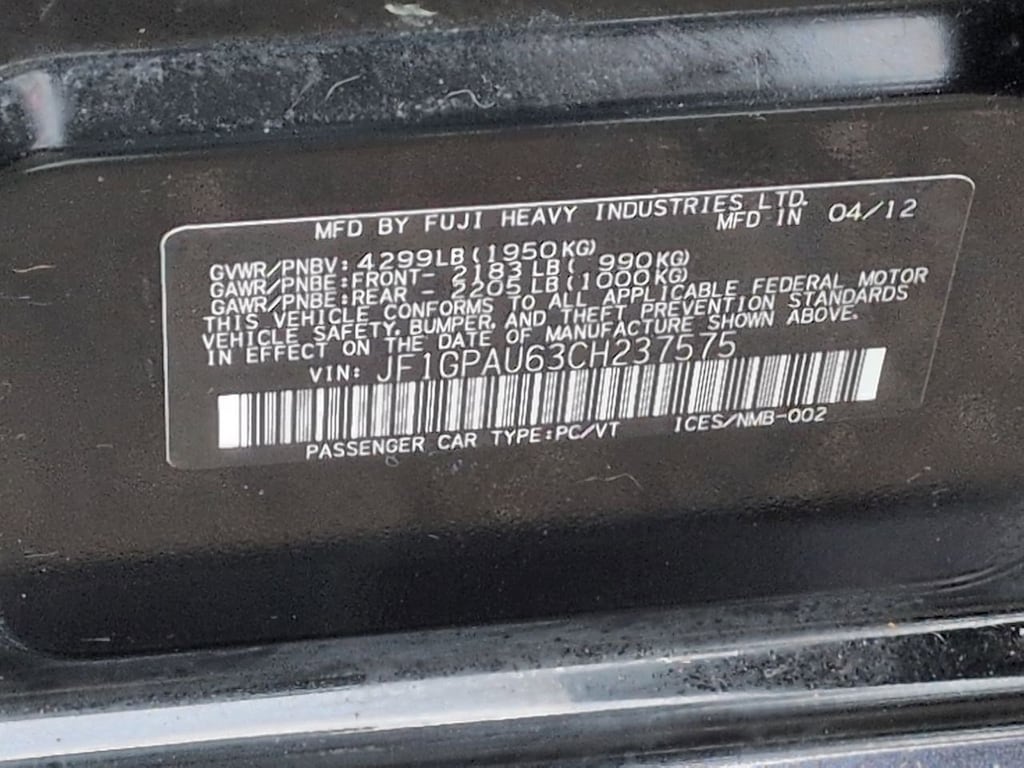 MFD BY FUJI HEAVY INDUSTRIES LTD.
MFD IN 04/12
GVWR/PNBV: 4299LB (1950KG)
GAWR/PNBE:FRONT- 2183LB ( 990KG)
GAWR/PNBE:REAR - 2205LB (1000KG)
THIS VEHICLE CONFORMS TO ALL APPLICABLE FEDERAL MOTOR
VEHICLE SAFETY, BUMPER, AND THEFT PREVENTION STANDARDS
IN EFFECT ON THE DATE OF MANUFACTURE SHOWN ABOVE.
VIN: JF1GPAU63CH237575
PASSENGER CAR TYPE:PC/VT ICES/NMB-002